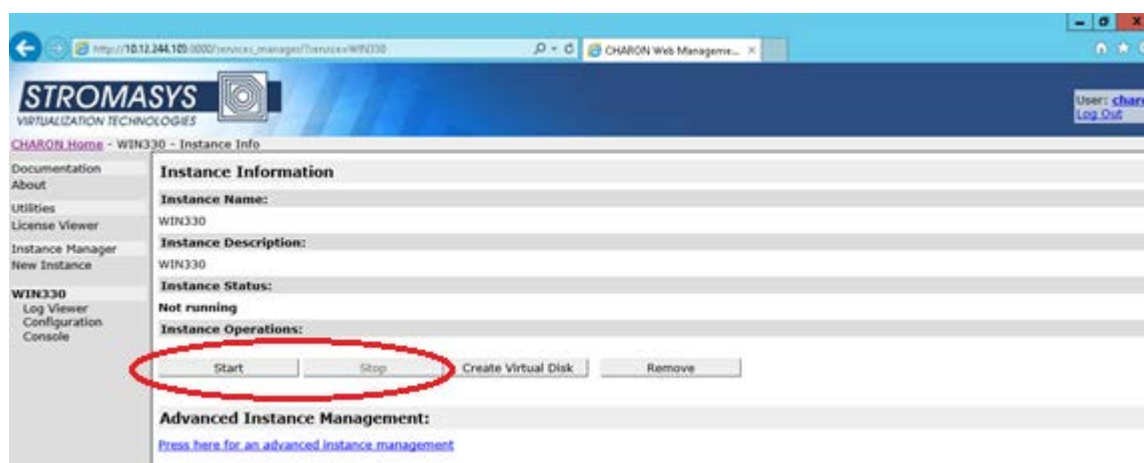 http://10.12.244.109:0000/services_manager/?service=WIN330
CHARON Web Manageme...
STROMASYS
VIRTUALIZATION TECHNOLOGIES
User: charo
Log Out
CHARON Home - WIN330 - Instance Info
Documentation
About
Utilities
License Viewer
Instance Manager
New Instance
WIN330
Log Viewer
Configuration
Console
Instance Information
Instance Name:
WIN330
Instance Description:
WIN330
Instance Status:
Not running
Instance Operations:
Start Stop Create Virtual Disk Remove
Advanced Instance Management:
Press here for an advanced instance management